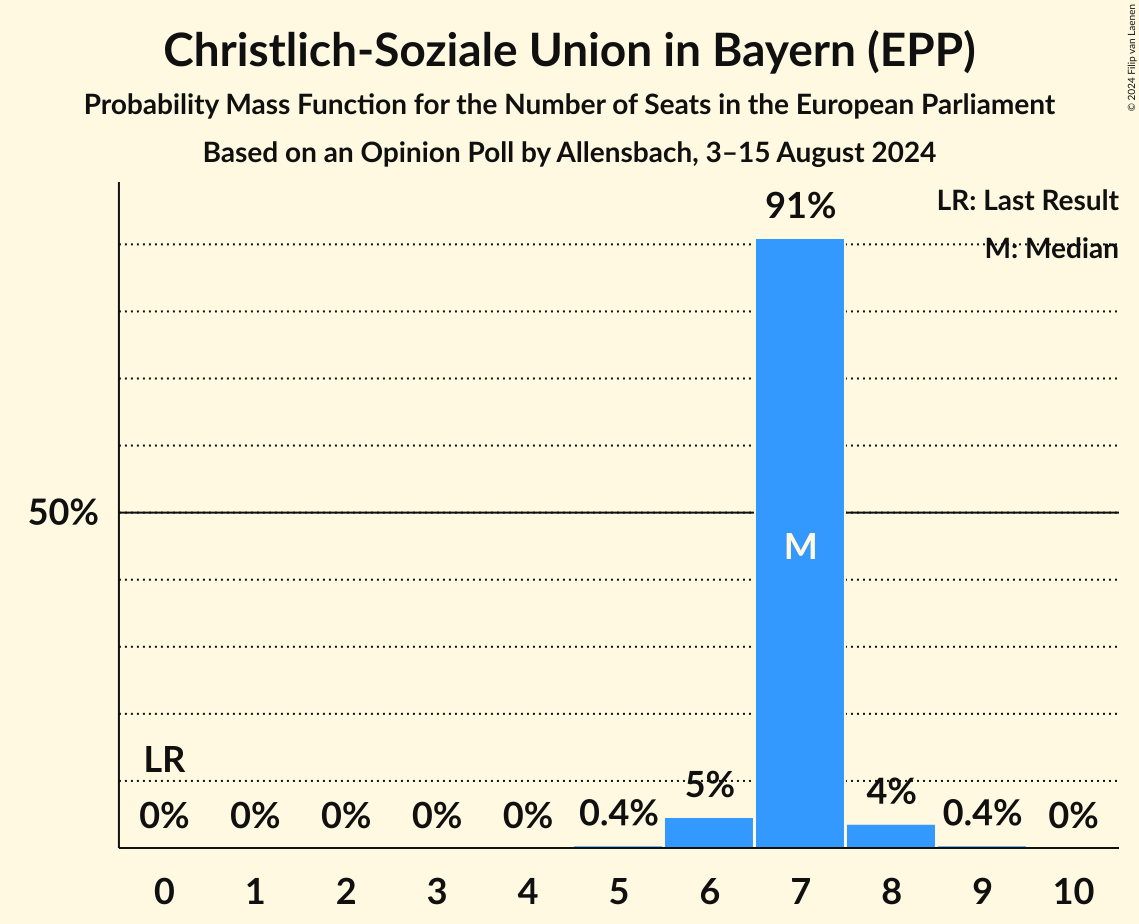 Christlich-Soziale Union in Bayern (EPP)
Probability Mass Function for the Number of Seats in the European Parliament
Based on an Opinion Poll by Allensbach, 3–15 August 2024
© 2024 Filip van Laenen
LR: Last Result
M: Median
91%
50%
M
LR
0% 0% 0% 0% 0% 0.4% 5% 4% 0.4% 0%
0 1 2 3 4 5 6 7 8 9 10